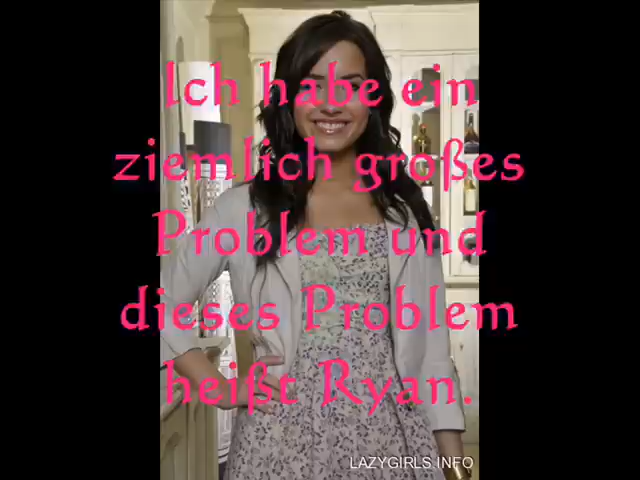 Ich habe ein
ziemlich großes
Problem und
dieses Problem
heißt Ryan.
LAZYGIRLS.INFO